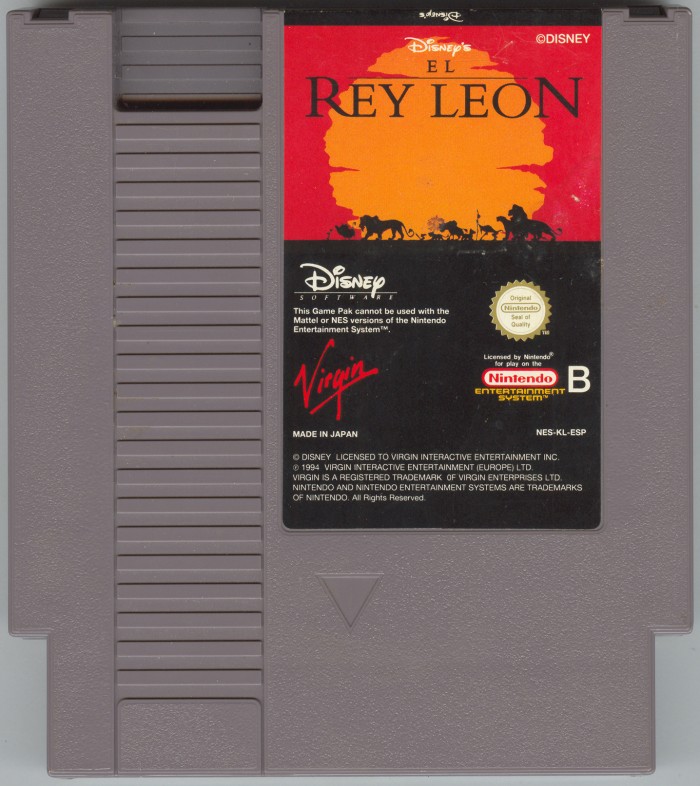 Disney's
Disney's
©DISNEY
EL
REY LEON
Disney
SOFTWARE
This Game Pak cannot be used with the
Mattel or NES versions of the Nintendo
Entertainment System™.
Original
Nintendo
Seal of
Quality
TM
Virgin
Licensed by Nintendo®
for play on the
Nintendo
ENTERTAINMENT
SYSTEM™
B
MADE IN JAPAN
NES-KL-ESP
© DISNEY LICENSED TO VIRGIN INTERACTIVE ENTERTAINMENT INC.
℗ 1994 VIRGIN INTERACTIVE ENTERTAINMENT (EUROPE) LTD.
VIRGIN IS A REGISTERED TRADEMARK OF VIRGIN ENTERPRISES LTD.
NINTENDO AND NINTENDO ENTERTAINMENT SYSTEMS ARE TRADEMARKS
OF NINTENDO. All Rights Reserved.